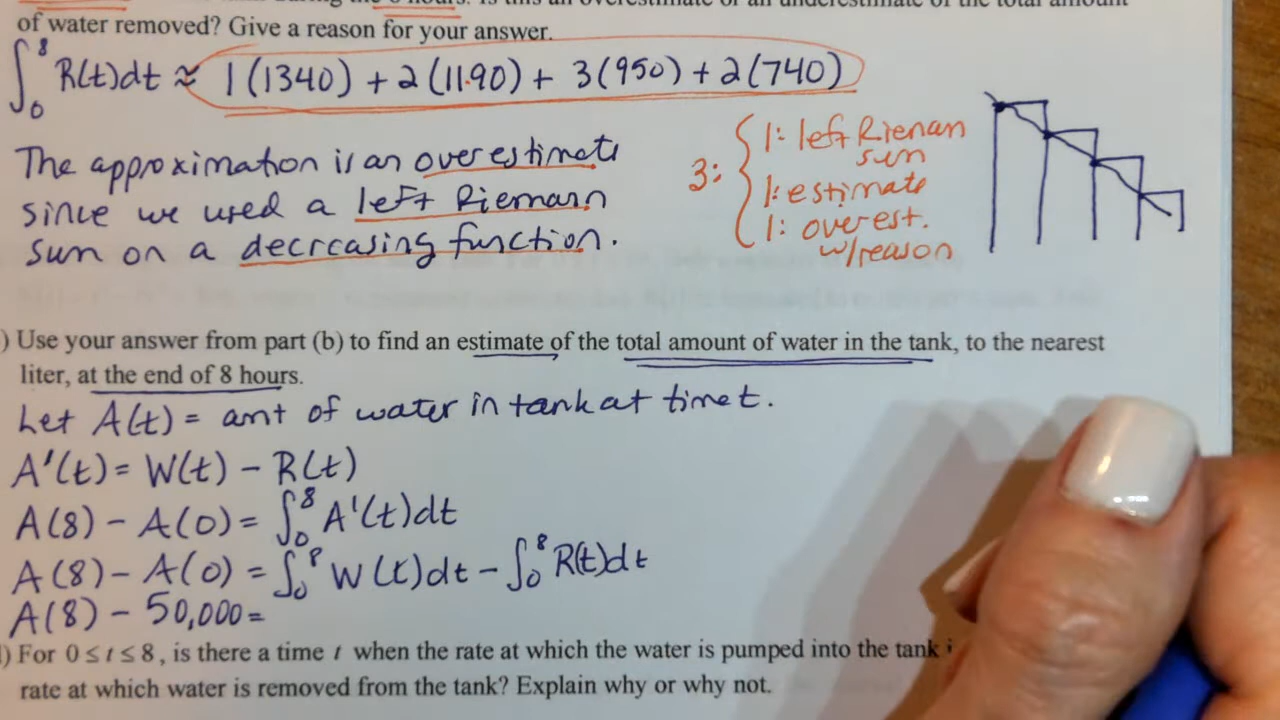 of water removed? Give a reason for your answer.
∫₀⁸ R(t)dt ≈ 1(1340) + 2(1190) + 3(950) + 2(740)
The approximation is an overestimate
since we used a left Riemann
sum on a decreasing function.
3: { 1: left Rieman
sum
1: estimate
1: overest.
w/reason
) Use your answer from part (b) to find an estimate of the total amount of water in the tank, to the nearest
liter, at the end of 8 hours.
Let A(t) = amt of water in tank at time t.
A'(t) = W(t) - R(t)
A(8) - A(0) = ∫₀⁸ A'(t)dt
A(8) - A(0) = ∫₀⁸ W(t)dt - ∫₀⁸ R(t)dt
A(8) - 50,000 =
) For 0 ≤ t ≤ 8, is there a time t when the rate at which the water is pumped into the tank
rate at which water is removed from the tank? Explain why or why not.